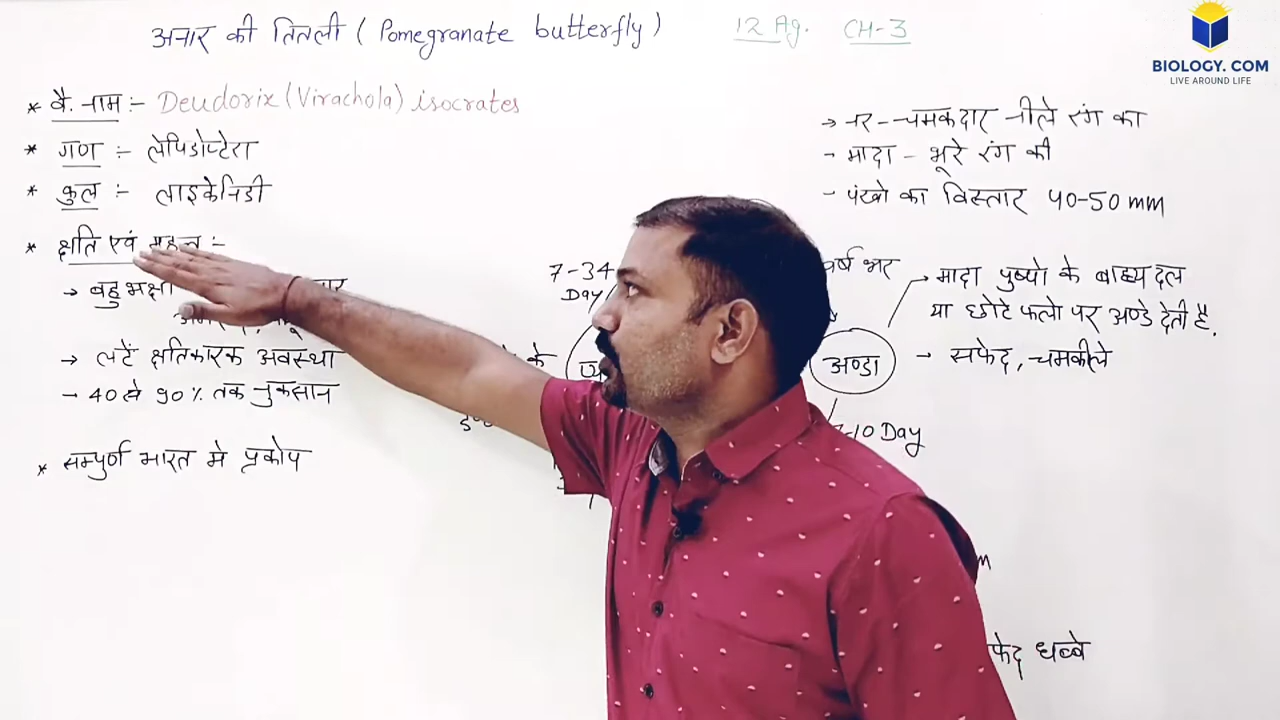 अनार की तितली (Pomegranate butterfly)
12 Ag. CH-3
BIOLOGY.COM
LIVE AROUND LIFE
* वै. नाम :- Deudorix (Virachola) isocrates
* गण :- लेपिडोप्टेरा
* कुल :- लाइकेनिडी
* क्षति एवं महत्व :-
→ बहुभक्षी
→ लटें क्षतिकारक अवस्था
- 40 से 90% तक नुकसान
* सम्पुर्ण भारत मे प्रकोप
→ नर - चमकदार नीले रंग का
- मादा - भूरे रंग की
- पंखो का विस्तार 40-50 mm
7-34
Day
वर्ष भर
→ मादा पुष्पो के बाह्य दल
या छोटे फलो पर अण्डे देती है.
अण्डा
→ सफेद, चमकीले
-10 Day
धब्बे